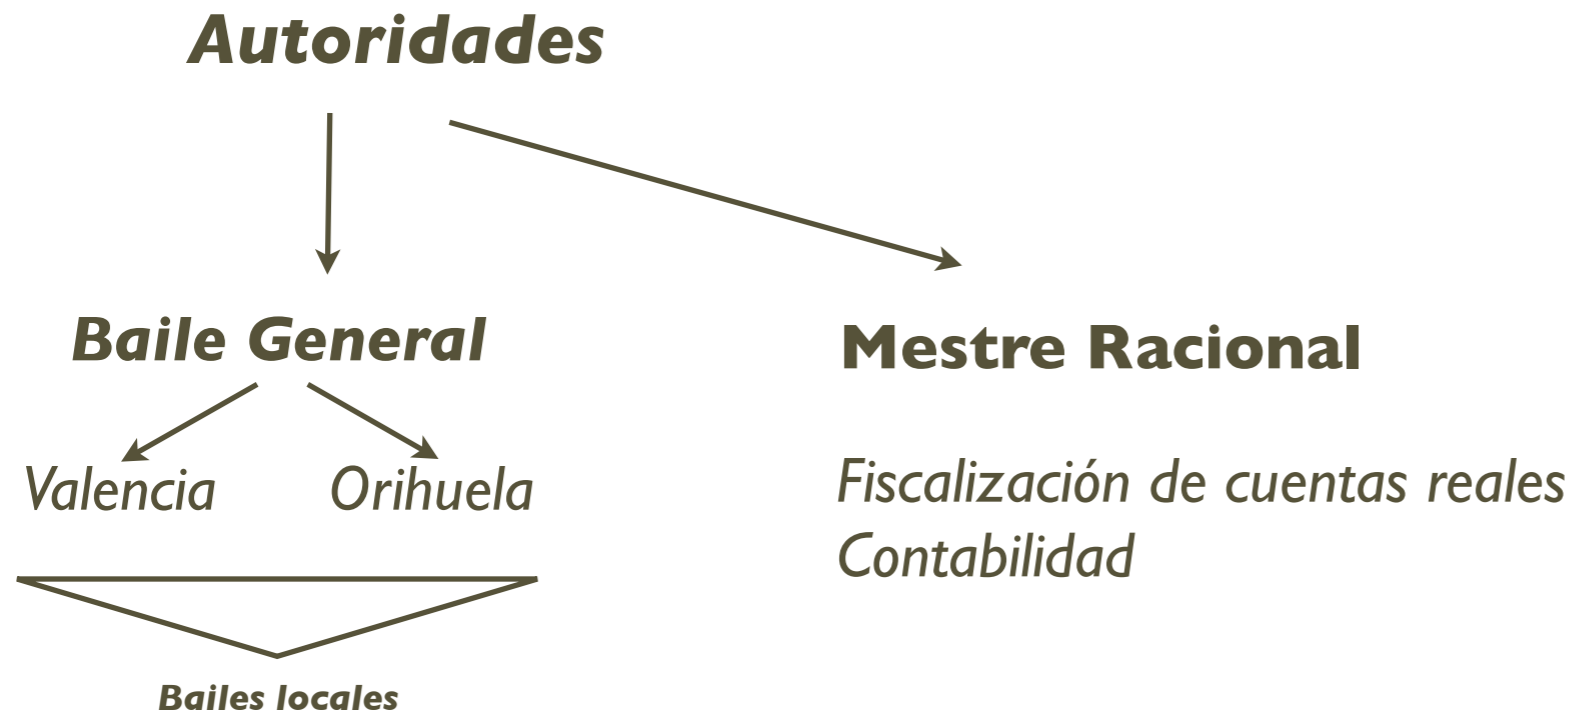 Autoridades
Baile General
Valencia
Orihuela
Bailes locales
Mestre Racional
Fiscalización de cuentas reales
Contabilidad